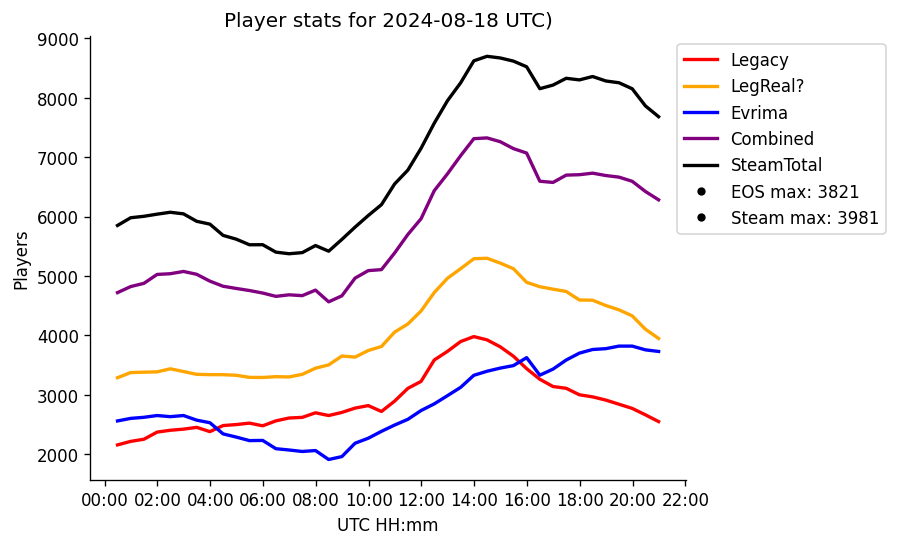 Player stats for 2024-08-18 UTC)
9000
8000
7000
6000
5000
4000
3000
2000
Players
00:00 02:00 04:00 06:00 08:00 10:00 12:00 14:00 16:00 18:00 20:00 22:00
UTC HH:mm
Legacy
LegReal?
Evrima
Combined
SteamTotal
EOS max: 3821
Steam max: 3981